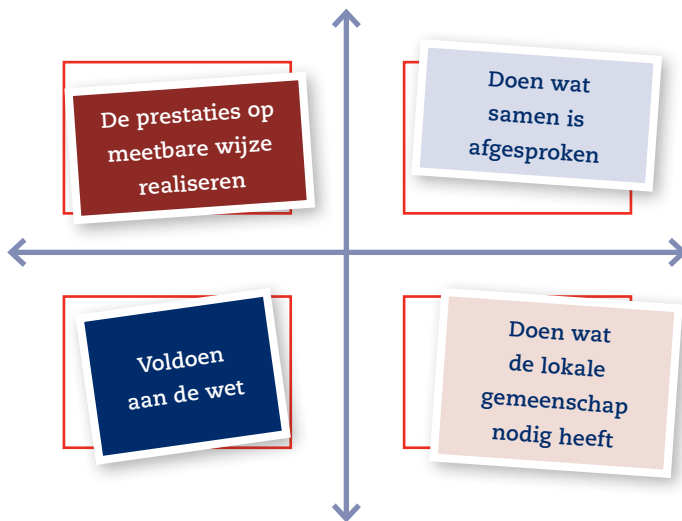 De prestaties op
meetbare wijze
realiseren
Doen wat
samen is
afgesproken
Voldoen
aan de wet
Doen wat
de lokale
gemeenschap
nodig heeft